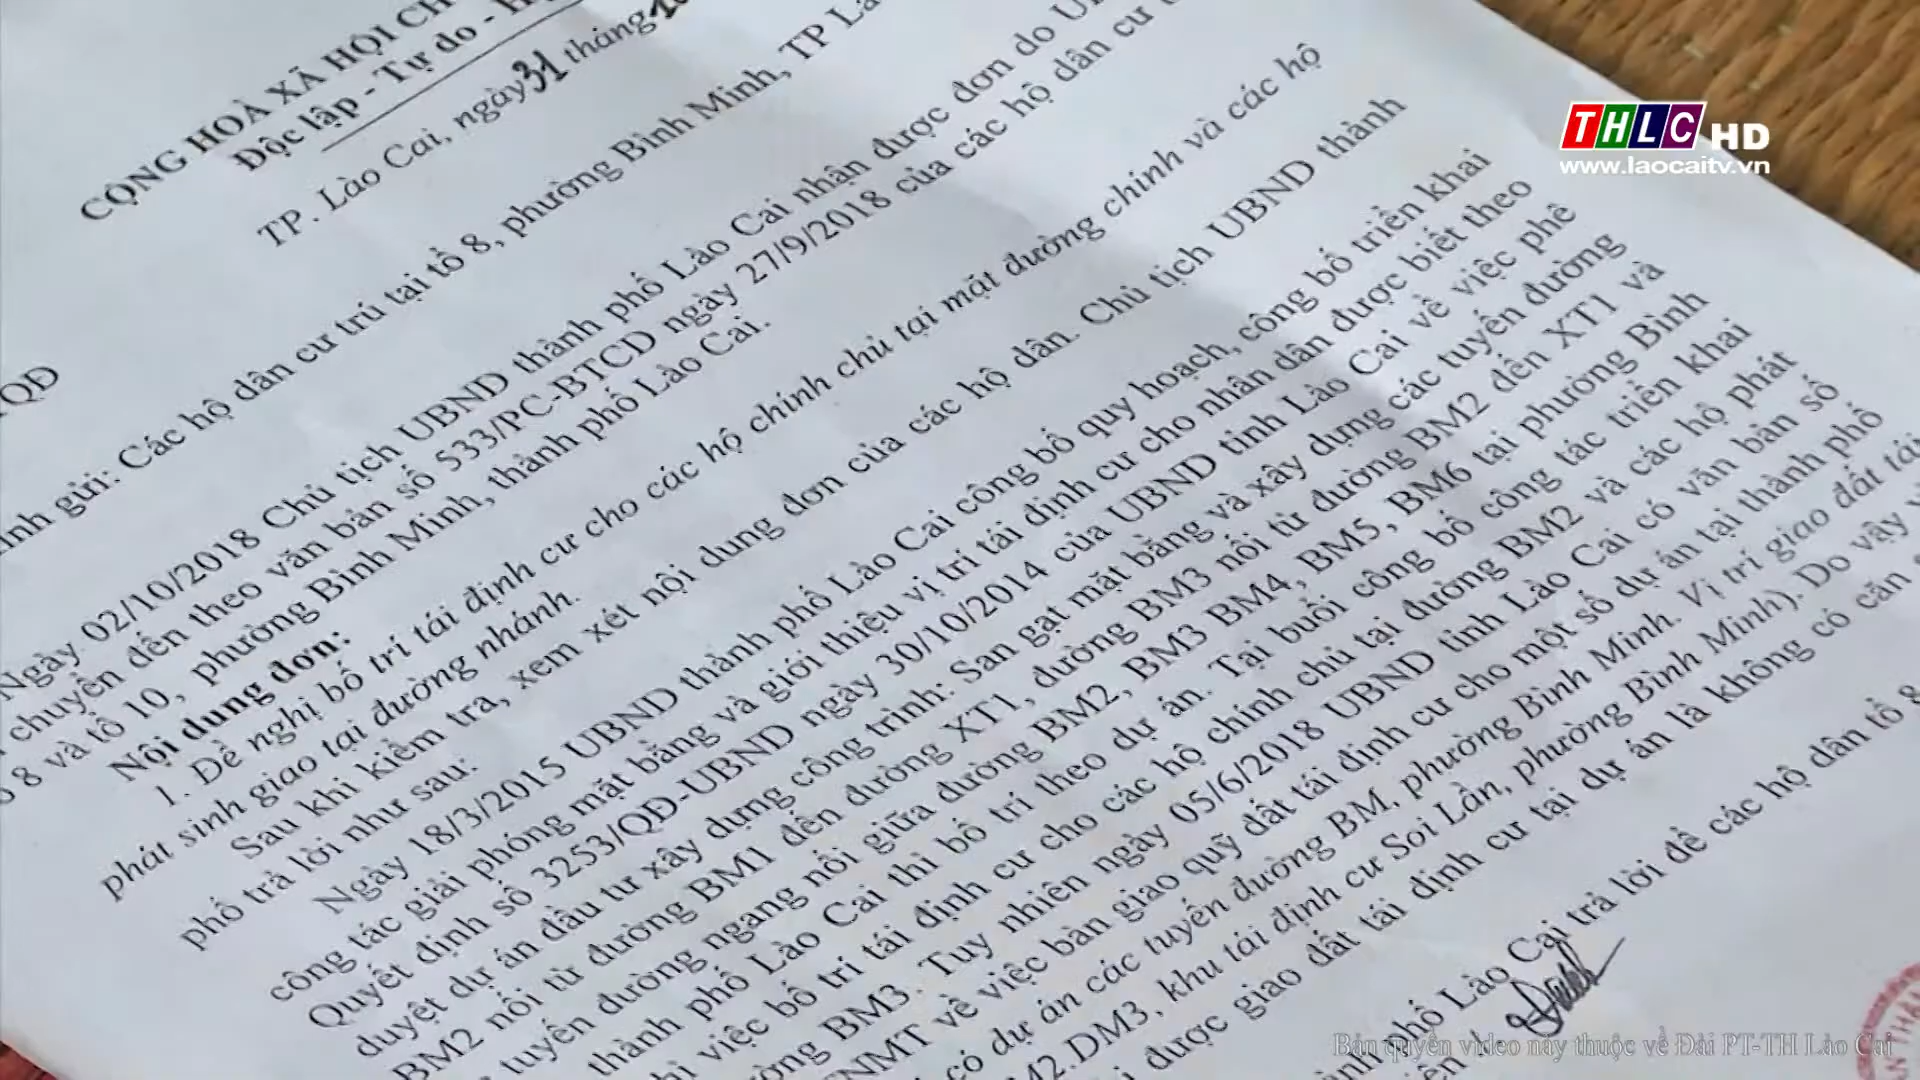 CỘNG HOÀ XÃ HỘI
Độc lập - Tự do -
TP. Lào Cai, ngày 31 tháng
QĐ
gửi: Các hộ dân cư trú tại tổ 8, phường Bình Minh, TP
Ngày 02/10/2018 Chủ tịch UBND thành phố Lào Cai nhận được đơn do
chuyển đến theo văn bản số 533/PC-BTCD ngày 27/9/2018 của các hộ dân cư
8 và tổ 10, phường Bình Minh, thành phố Lào Cai.
Nội dung đơn:
1. Đề nghị bố trí tái định cư cho các hộ chính chủ tại mặt đường chính và các hộ
phát sinh giao tại đường nhánh.
Sau khi kiểm tra, xem xét nội dung đơn của các hộ dân. Chủ tịch UBND thành
phố trả lời như sau:
Ngày 18/3/2015 UBND thành phố Lào Cai công bố quy hoạch, công bố triển khai
công tác giải phóng mặt bằng và giới thiệu vị trí tái định cư cho nhân dân được biết theo
Quyết định số 3253/QĐ-UBND ngày 30/10/2014 của UBND tỉnh Lào Cai về việc phê
duyệt dự án đầu tư xây dựng công trình: San gạt mặt bằng và xây dựng các tuyến đường
BM2 nối từ đường BM1 đến đường XT1, đường BM3 nối từ đường BM2 đến XT1 và
tuyến đường ngang nối giữa đường BM2, BM3 BM4, BM5, BM6 tại phường Bình
thành phố Lào Cai thì bố trí theo dự án. Tại buổi công bố công tác triển khai
việc bố trí tái định cư cho các hộ chính chủ tại đường BM2 và các hộ phát
BM3. Tuy nhiên ngày 05/6/2018 UBND tỉnh Lào Cai có văn bản số
về việc bàn giao quỹ đất tái định cư cho một số dự án tại thành phố
có dự án các tuyến đường BM, phường Bình Minh. Vị trí giao đất tái
DM3, khu tái định cư Soi Lần, phường Bình Minh). Do vậy
được giao đất tái định cư tại dự án là không có căn
phố Lào Cai trả lời để các hộ dân tổ 8
THLC HD
www.laocaitv.vn
Bản quyền video này thuộc về Đài PT-TH Lào Cai